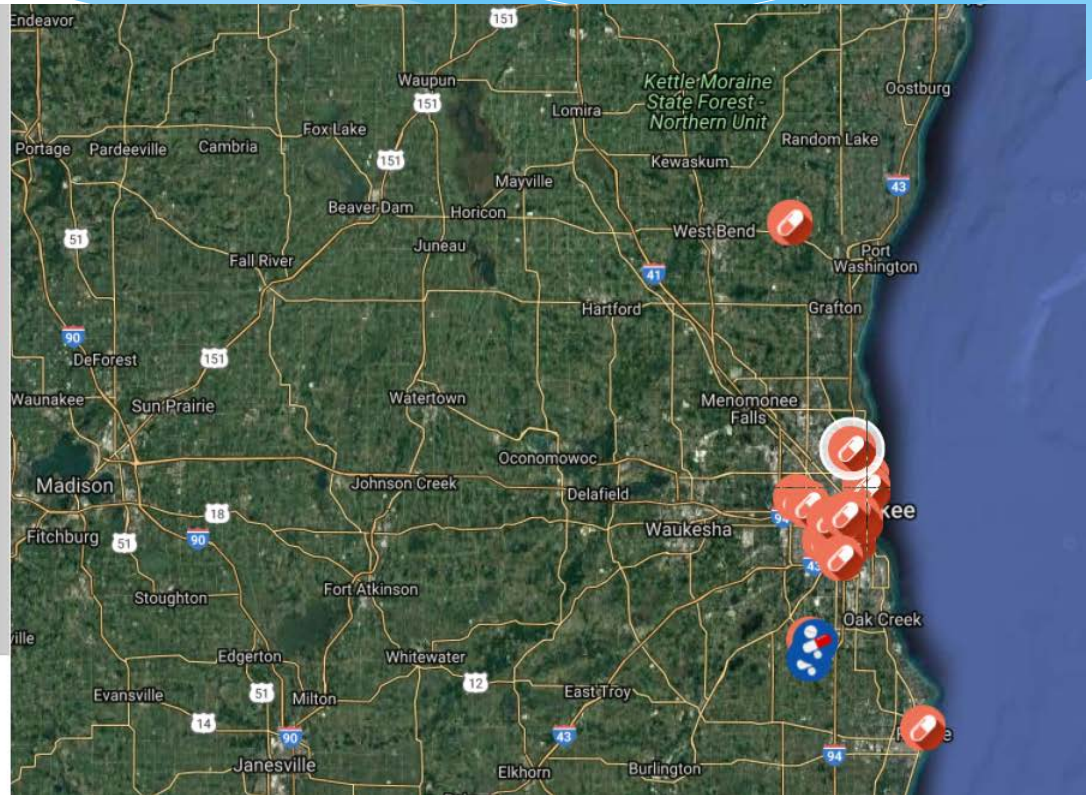 Endeavor
151
Waupun
151
Kettle Moraine
State Forest -
Northern Unit
Oostburg
Lomira
Fox Lake
Random Lake
Portage
Pardeeville
Cambria
151
Kewaskum
Mayville
43
Beaver Dam
Horicon
West Bend
51
Juneau
Port
Washington
Fall River
41
Hartford
Grafton
90
DeForest
151
Waunakee
Sun Prairie
Watertown
Menomonee
Falls
Oconomowoc
Madison
Johnson Creek
Delafield
18
94
kee
Waukesha
Fitchburg
51
90
43
Stoughton
Fort Atkinson
Oak Creek
ville
Edgerton
Whitewater
12
Evansville
51
Milton
East Troy
14
90
43
94
Janesville
Elkhorn
Burlington